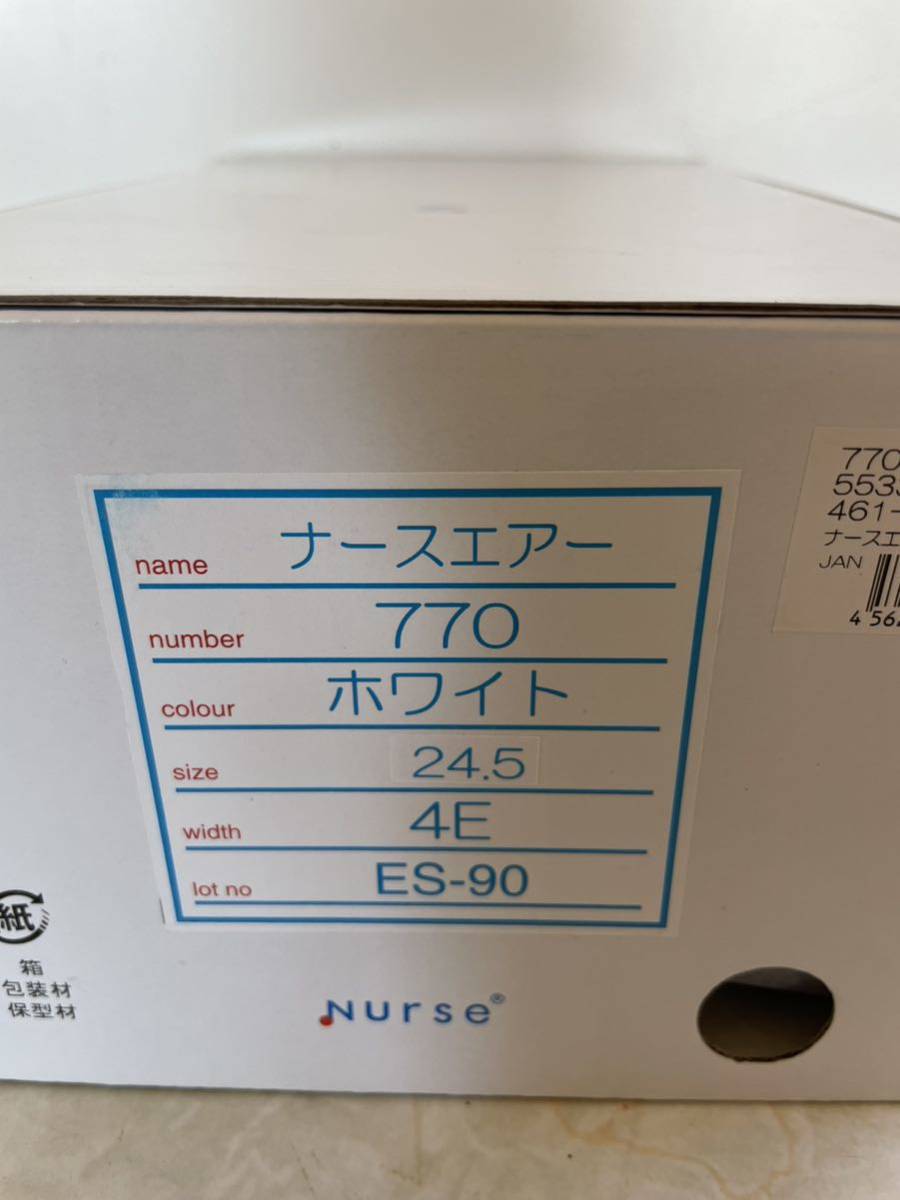 name ナースエアー
number 770
colour ホワイト
size 24.5
width 4E
lot no ES-90
Nurse®
紙
箱
包装材
保型材
770
553
461-
ナースエ
JAN
4 562